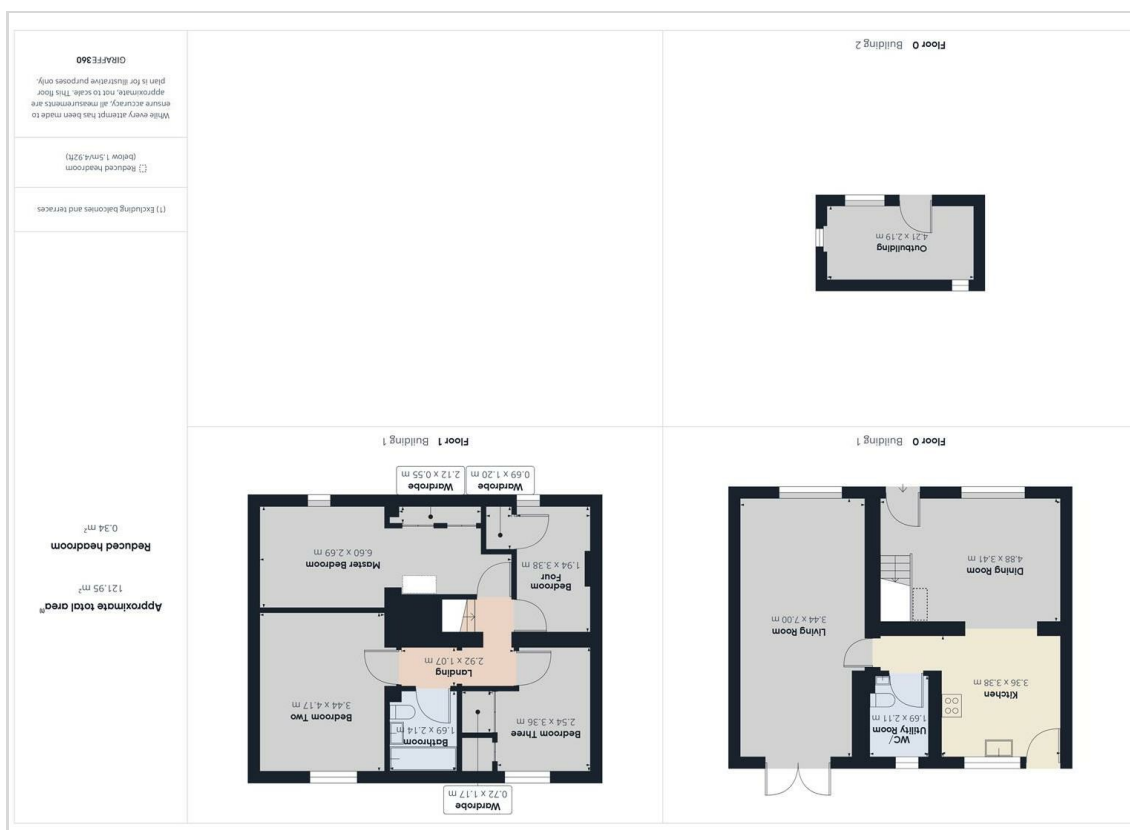 Floor 0 Building 1
Kitchen
3.36 x 3.38 m
WC/
Utility Room
1.69 x 2.11 m
Living Room
3.44 x 7.00 m
Dining Room
4.88 x 3.41 m
Floor 1 Building 1
Wardrobe
0.72 x 1.17 m
Bedroom Three
2.54 x 3.36 m
Bathroom
1.69 x 2.14 m
Bedroom Two
3.44 x 4.17 m
Landing
2.92 x 1.07 m
Bedroom
Four
1.94 x 3.38 m
Master Bedroom
6.60 x 2.69 m
Wardrobe
0.69 x 1.20 m
Wardrobe
2.12 x 0.55 m
Floor 0 Building 2
Outbuilding
4.21 x 2.19 m
Approximate total area(1)
121.95 m²
Reduced headroom
0.34 m²
(1) Excluding balconies and terraces
Reduced headroom
(below 1.5m/4.92ft)
While every attempt has been made to
ensure accuracy, all measurements are
approximate, not to scale. This floor
plan is for illustrative purposes only.
GIRAFFE360